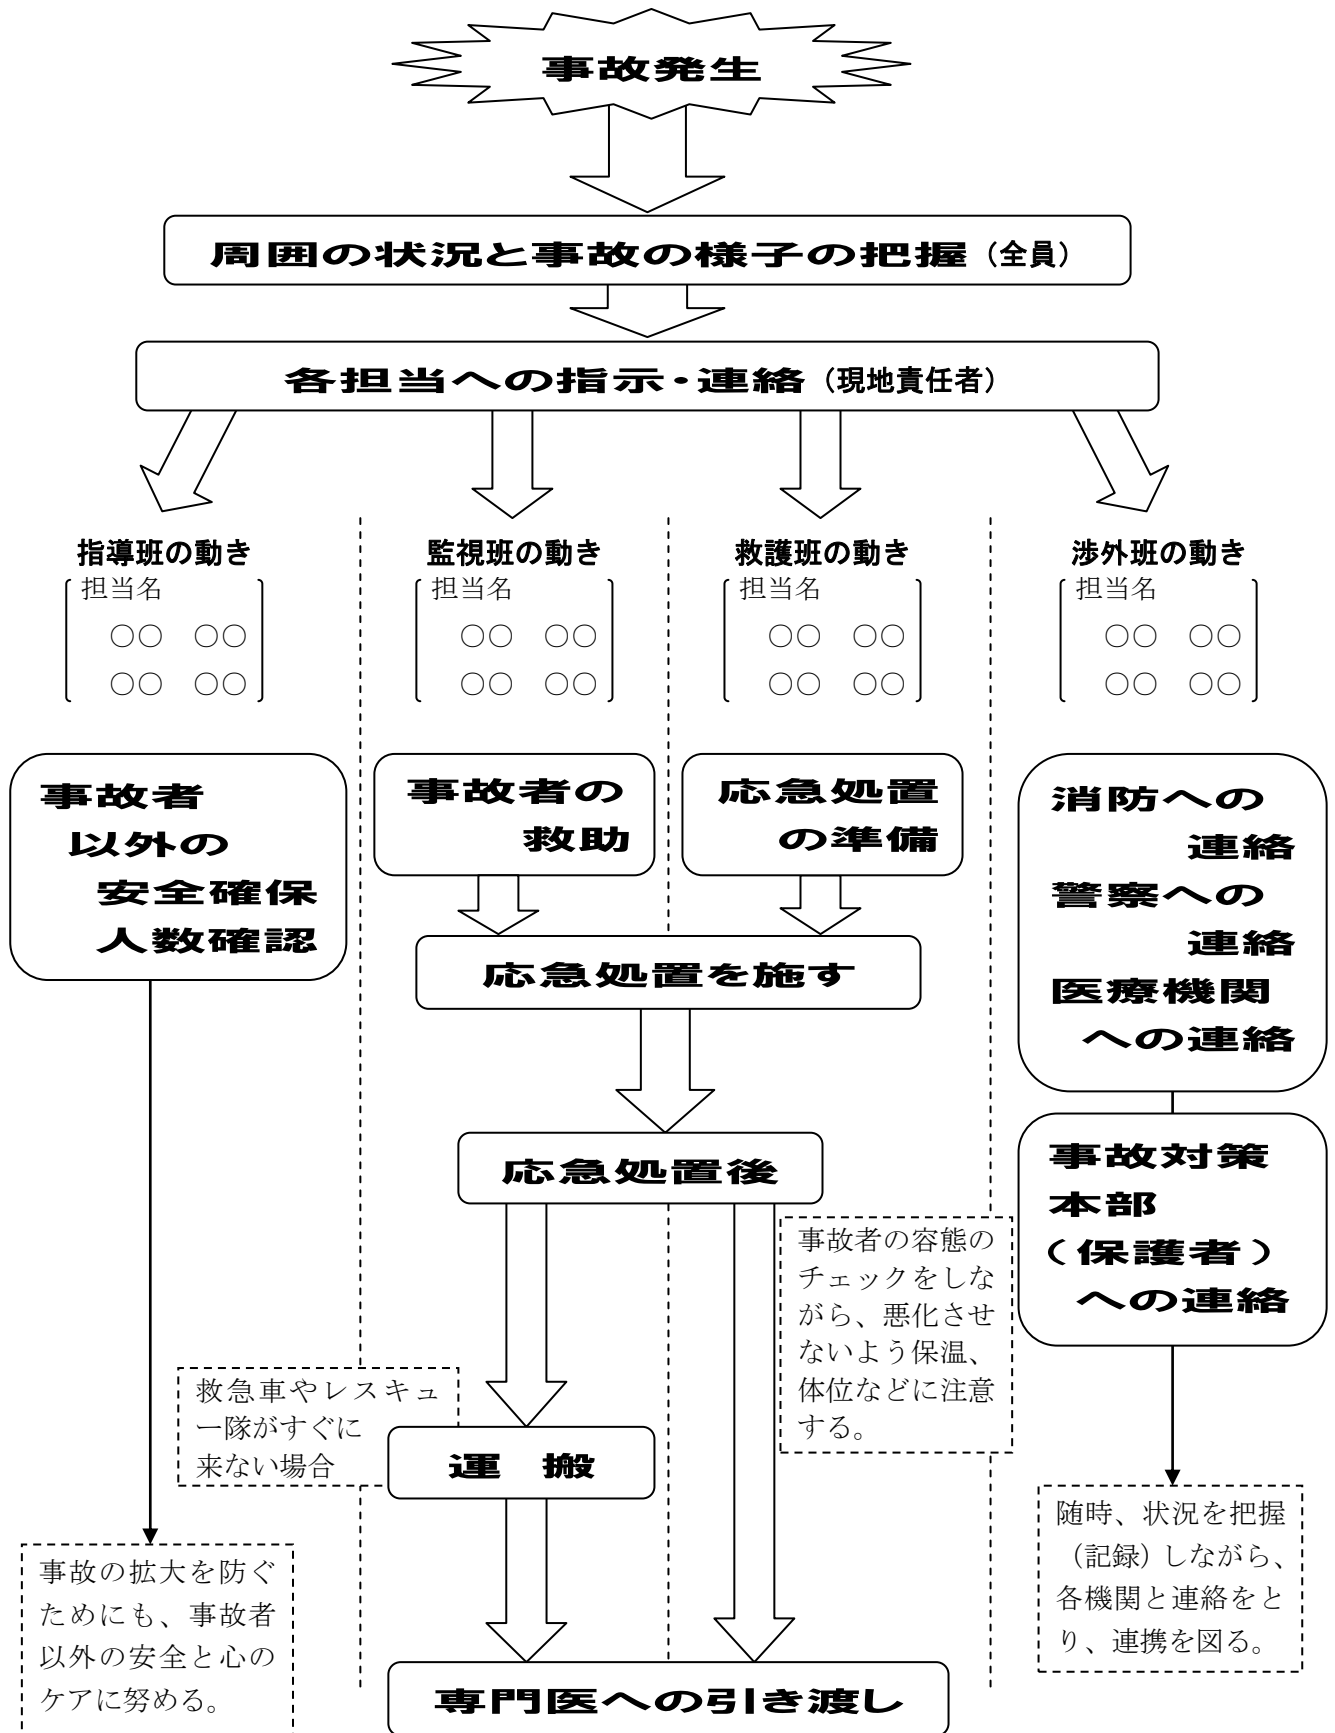 事故発生
周囲の状況と事故の様子の把握（全員）
各担当への指示・連絡（現地責任者）
指導班の動き
担当名
○○　○○
○○　○○
監視班の動き
担当名
○○　○○
○○　○○
救護班の動き
担当名
○○　○○
○○　○○
渉外班の動き
担当名
○○　○○
○○　○○
事故者
以外の
安全確保
人数確認
事故者の
救助
応急処置
の準備
消防への
連絡
警察への
連絡
医療機関
への連絡
応急処置を施す
応急処置後
事故対策
本部
（保護者）
への連絡
事故者の容態の
チェックをしな
がら、悪化させ
ないよう保温、
体位などに注意
する。
救急車やレスキュ
ー隊がすぐに
来ない場合
運　搬
随時、状況を把握
（記録）しながら、
各機関と連絡をと
り、連携を図る。
事故の拡大を防ぐ
ためにも、事故者
以外の安全と心の
ケアに努める。
専門医への引き渡し